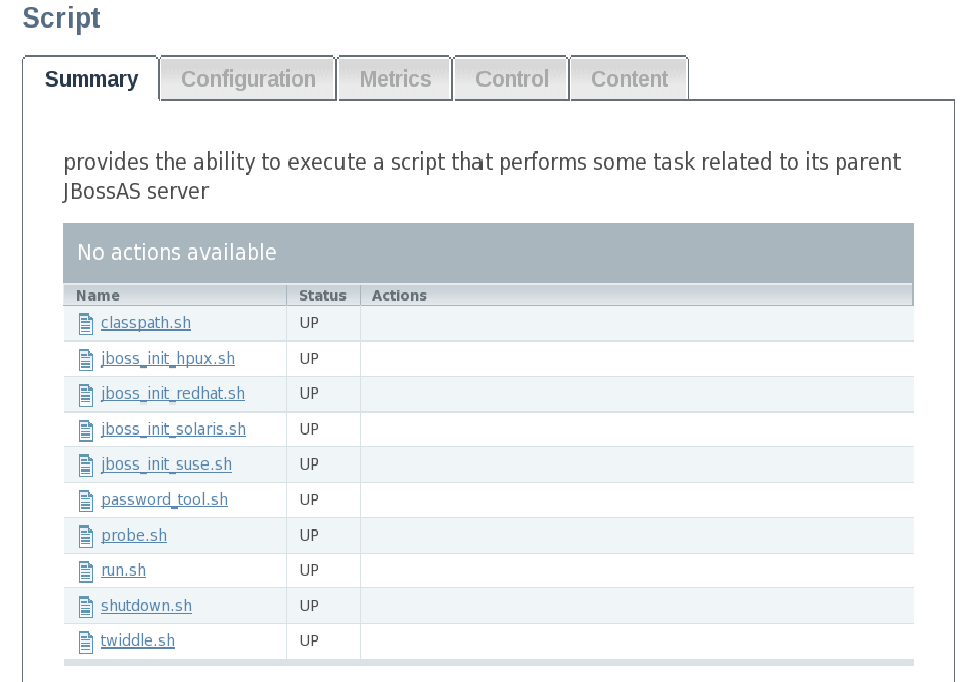 Script
Summary Configuration Metrics Control Content
provides the ability to execute a script that performs some task related to its parent
JBossAS server
No actions available
Name Status Actions
classpath.sh UP
jboss_init_hpux.sh UP
jboss_init_redhat.sh UP
jboss_init_solaris.sh UP
jboss_init_suse.sh UP
password_tool.sh UP
probe.sh UP
run.sh UP
shutdown.sh UP
twiddle.sh UP